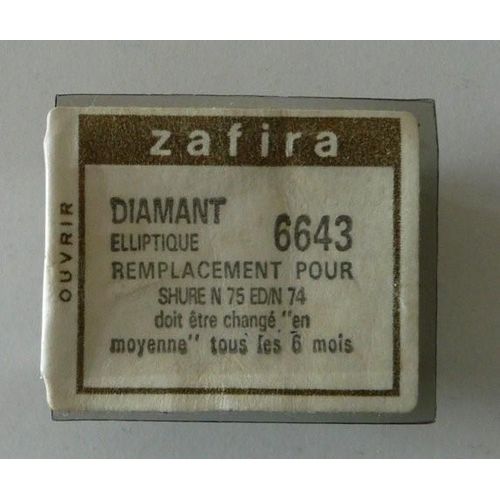 zafira
OUVRIR
DIAMANT
ELLIPTIQUE 6643
REMPLACEMENT POUR
SHURE N 75 ED/N 74
doit être changé "en
moyenne" tous les 6 mois